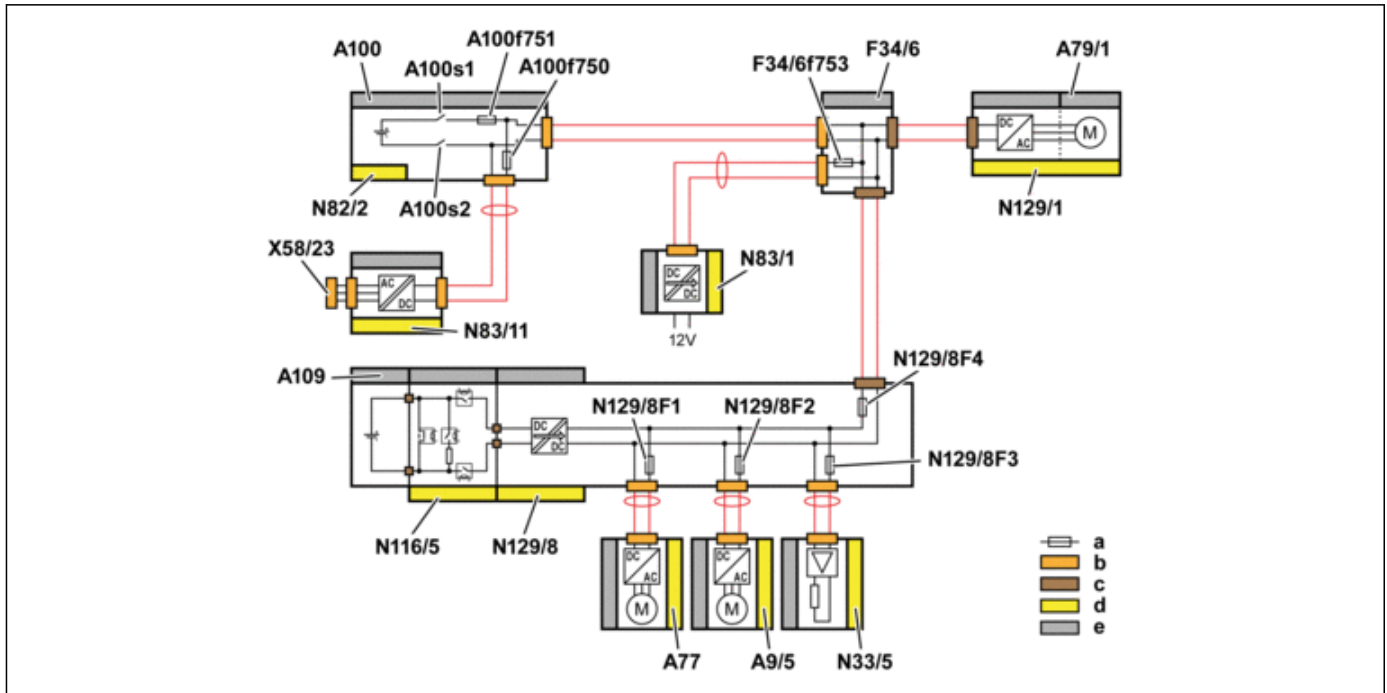 A100
A100s1
A100f751
A100f750
F34/6f753
F34/6
A79/1
DC
AC
M
N82/2
A100s2
N129/1
X58/23
AC
DC
N83/11
DC
DC
N83/1
12V
A109
N129/8F4
N129/8F1
N129/8F2
DC
DC
N129/8F3
N116/5
N129/8
DC
AC
M
DC
AC
M
A77
A9/5
N33/5
a
b
c
d
e